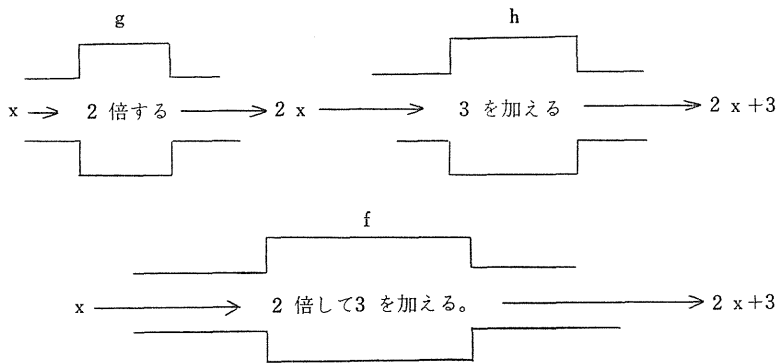 g h
x → 2 倍する → 2 x → 3 を加える → 2 x+3
f
x → 2 倍して3 を加える。 → 2 x+3